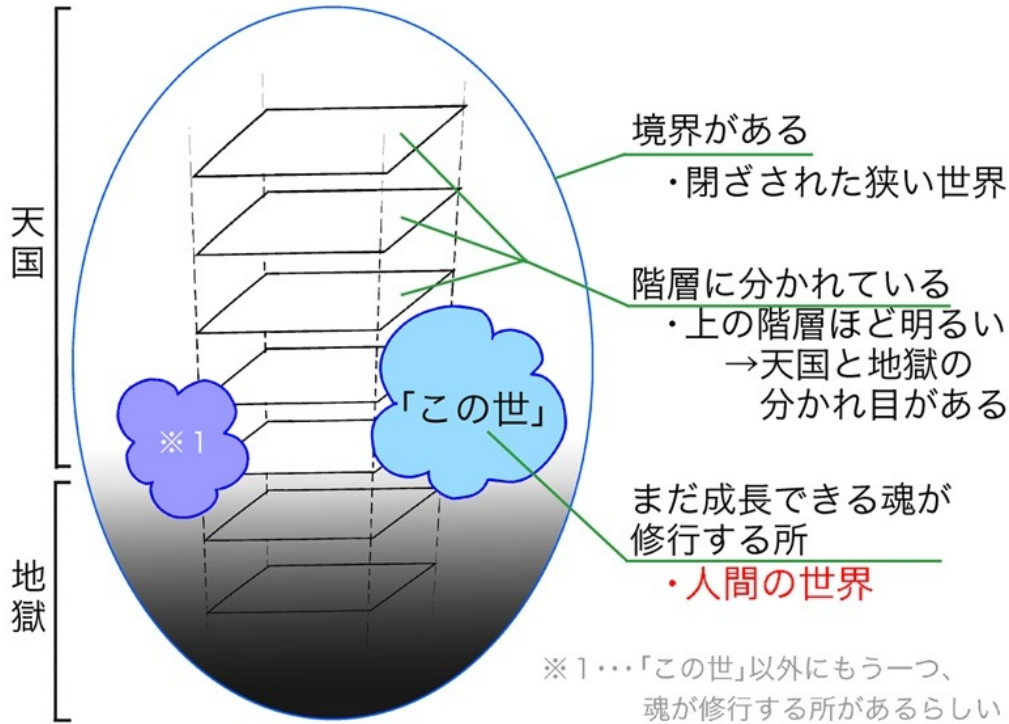 天国
地獄
※1
「この世」
境界がある
・閉ざされた狭い世界
階層に分かれている
・上の階層ほど明るい
→天国と地獄の
分かれ目がある
まだ成長できる魂が
修行する所
・人間の世界
※1・・・「この世」以外にもう一つ、
魂が修行する所があるらしい